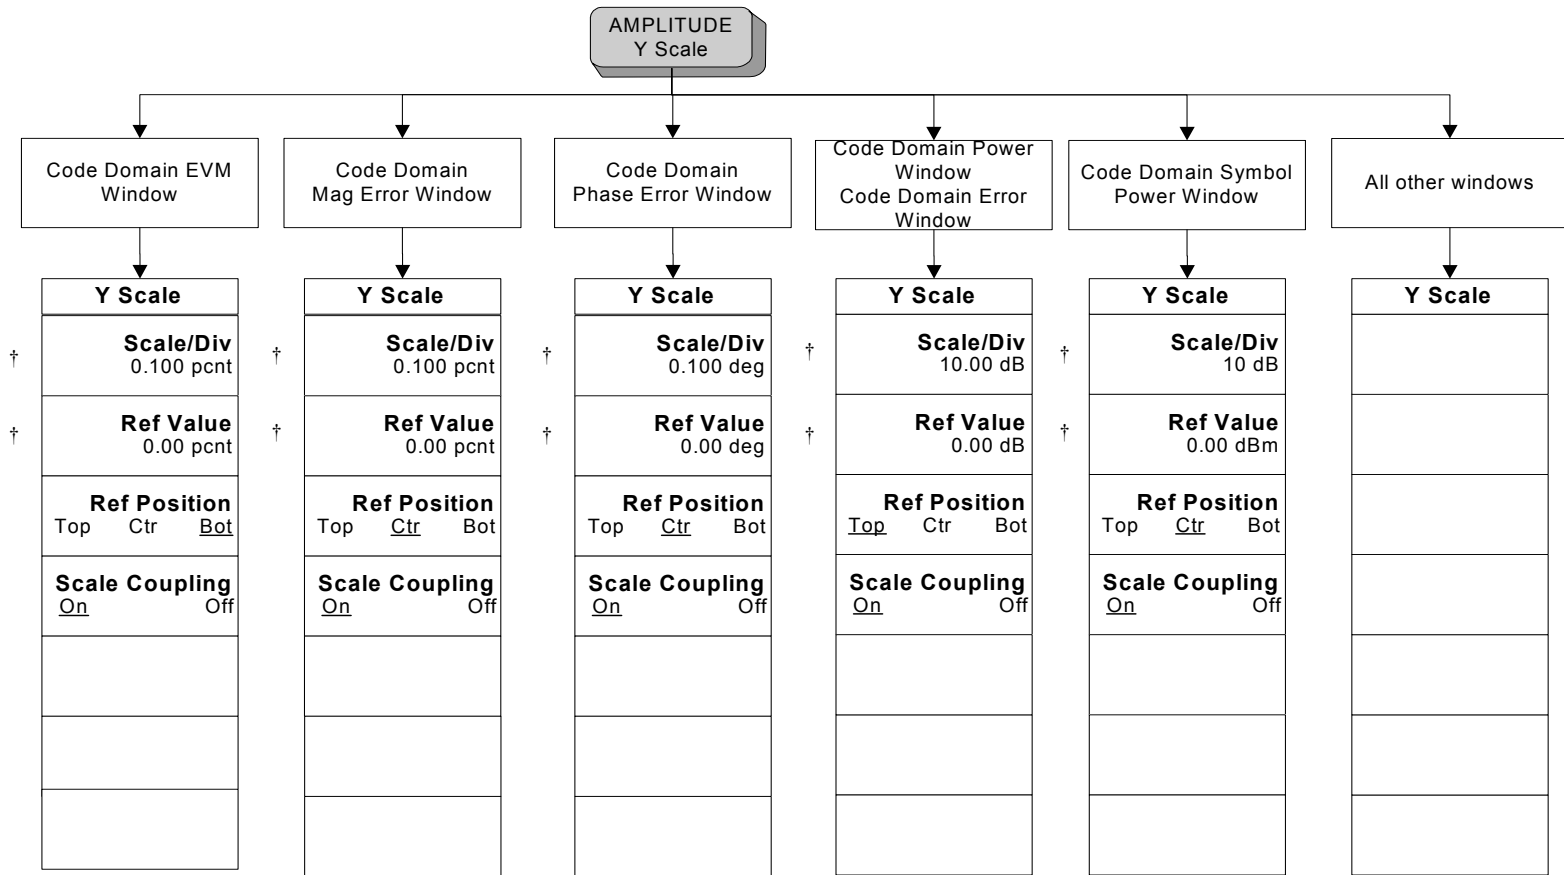 AMPLITUDE
Y Scale
Code Domain EVM
Window
Code Domain
Mag Error Window
Code Domain
Phase Error Window
Code Domain Power
Window
Code Domain Error
Window
Code Domain Symbol
Power Window
All other windows
Y Scale
† Scale/Div
0.100 pcnt
† Ref Value
0.00 pcnt
Ref Position
Top Ctr Bot
Scale Coupling
On Off
Y Scale
† Scale/Div
0.100 pcnt
† Ref Value
0.00 pcnt
Ref Position
Top Ctr Bot
Scale Coupling
On Off
Y Scale
† Scale/Div
0.100 deg
† Ref Value
0.00 deg
Ref Position
Top Ctr Bot
Scale Coupling
On Off
Y Scale
† Scale/Div
10.00 dB
† Ref Value
0.00 dB
Ref Position
Top Ctr Bot
Scale Coupling
On Off
Y Scale
† Scale/Div
10 dB
† Ref Value
0.00 dBm
Ref Position
Top Ctr Bot
Scale Coupling
On Off
Y Scale